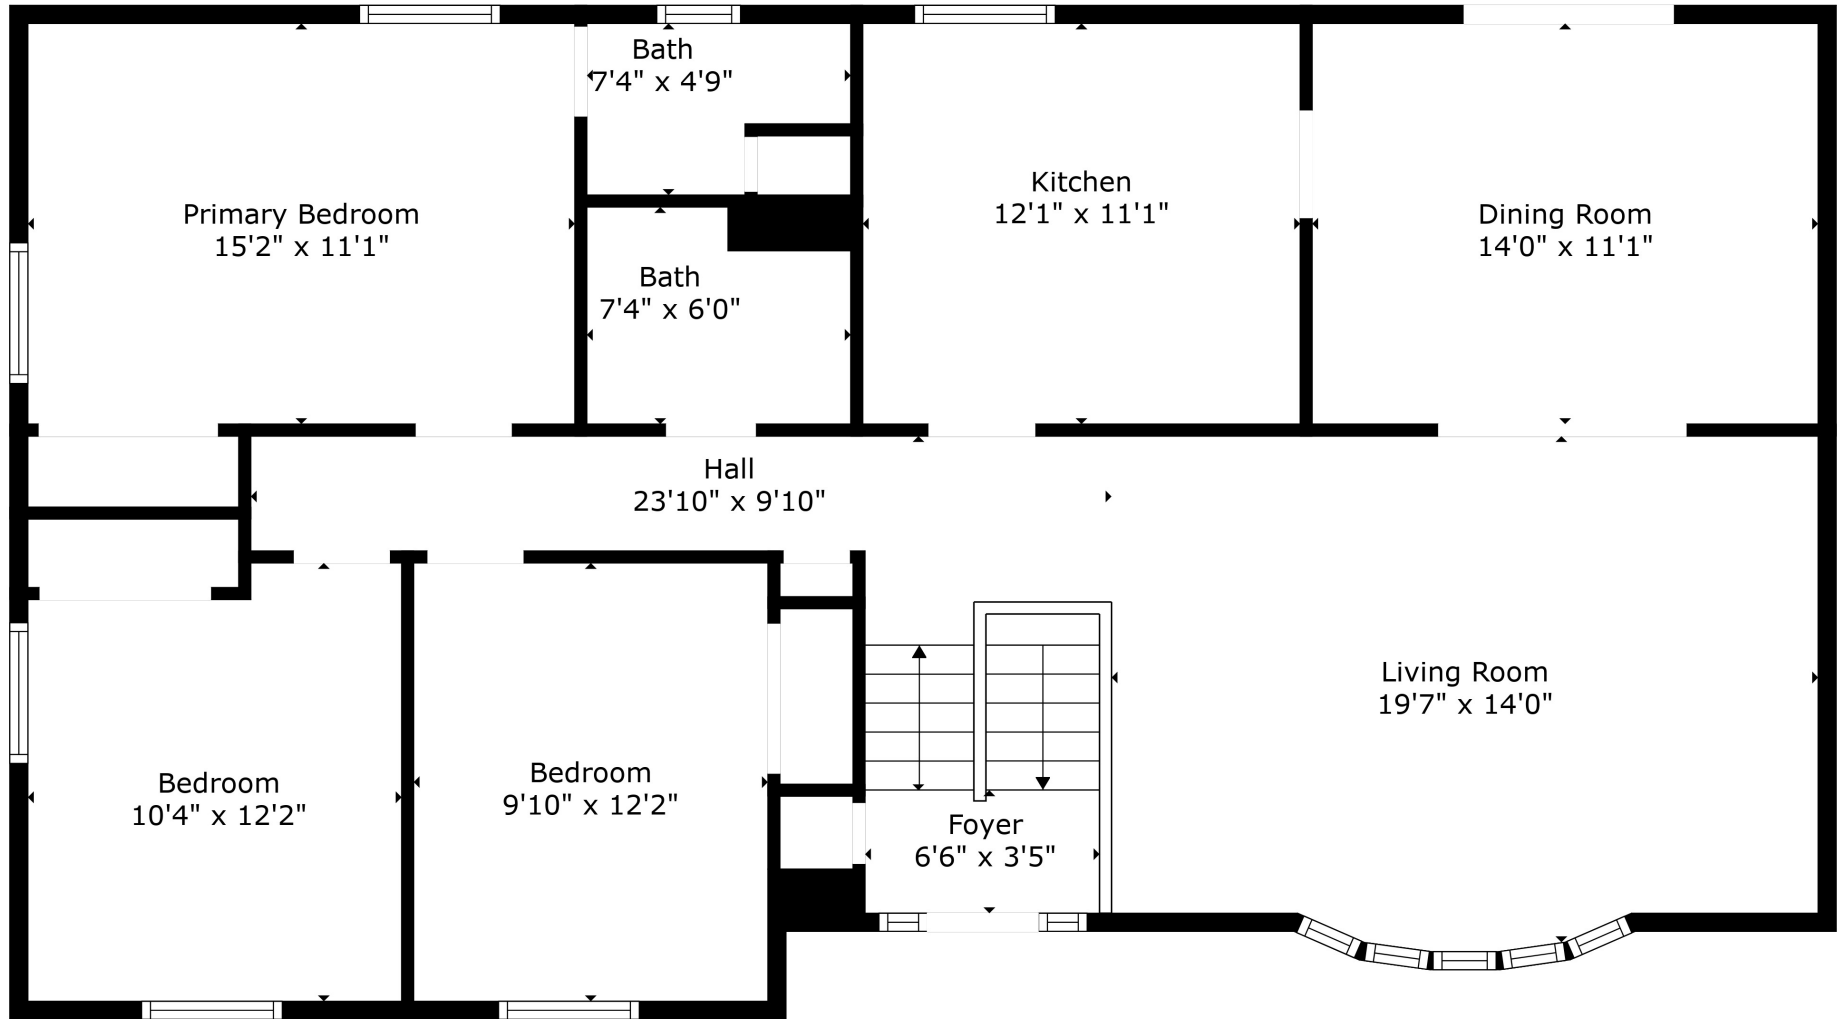 Bath
7'4" x 4'9"
Primary Bedroom
15'2" x 11'1"
Kitchen
12'1" x 11'1"
Dining Room
14'0" x 11'1"
Bath
7'4" x 6'0"
Hall
23'10" x 9'10"
Living Room
19'7" x 14'0"
Bedroom
10'4" x 12'2"
Bedroom
9'10" x 12'2"
Foyer
6'6" x 3'5"